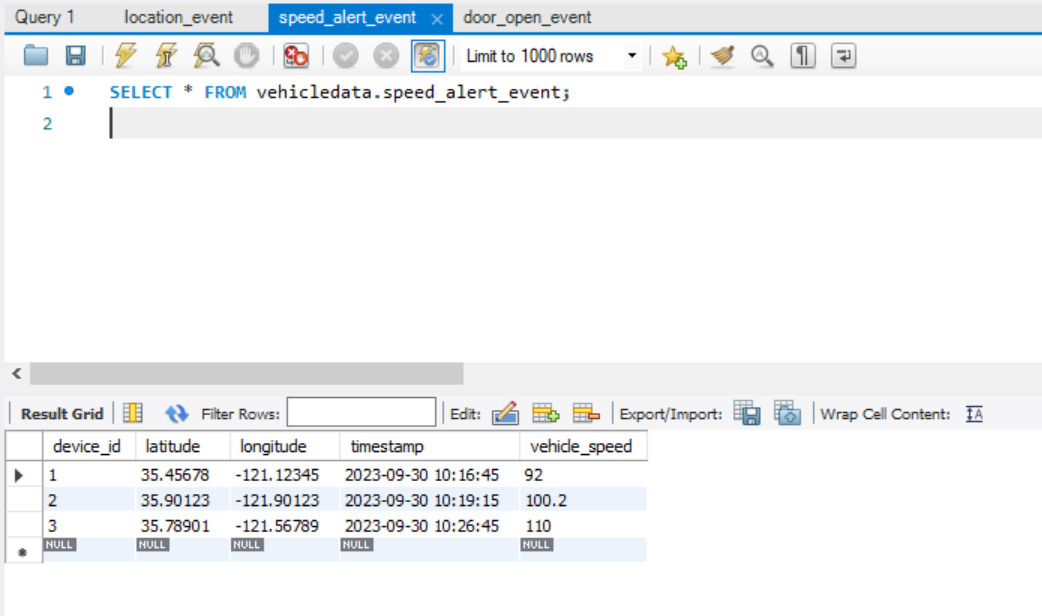 Query 1 location_event speed_alert_event × door_open_event
Limit to 1000 rows
1 SELECT * FROM vehicledata.speed_alert_event;
2
Result Grid Filter Rows: Edit: Export/Import: Wrap Cell Content: IA
device_id latitude longitude timestamp vehicle_speed
1 35.45678 -121.12345 2023-09-30 10:16:45 92
2 35.90123 -121.90123 2023-09-30 10:19:15 100.2
3 35.78901 -121.56789 2023-09-30 10:26:45 110
NULL NULL NULL NULL NULL